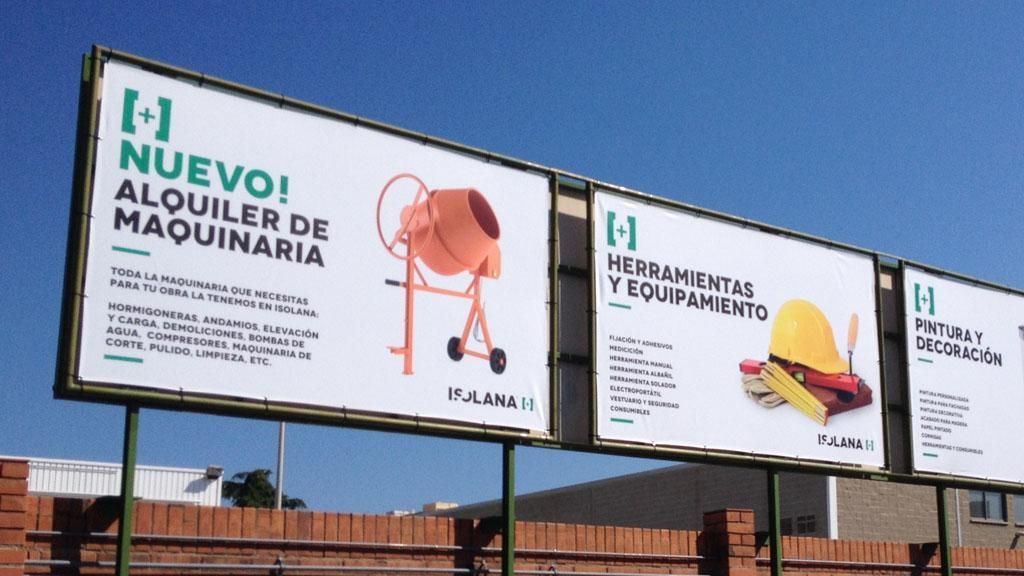 [+]
NUEVO!
ALQUILER DE
MAQUINARIA
TODA LA MAQUINARIA QUE NECESITAS
PARA TU OBRA LA TENEMOS EN ISOLANA:
HORMIGONERAS, ANDAMIOS, ELEVACIÓN
Y CARGA, DEMOLICIONES, BOMBAS DE
AGUA, COMPRESORES, MAQUINARIA DE
CORTE, PULIDO, LIMPIEZA, ETC.
ISOLANA
[+]
HERRAMIENTAS
Y EQUIPAMIENTO
FIJACIÓN Y ADHESIVOS
MEDICIÓN
HERRAMIENTA MANUAL
HERRAMIENTA ALBAÑIL
HERRAMIENTA SOLADOR
ELECTROPORTÁTIL
VESTUARIO Y SEGURIDAD
CONSUMIBLES
ISOLANA
[+]
PINTURA Y
DECORACIÓN
PINTURA PERSONALIZADA
PINTURA PARA FACHADAS
PINTURA DECORATIVA
ACABADO PARA MADERA
PAPEL PINTADO
CORNISAS
HERRAMIENTAS Y CONSUMIBLES